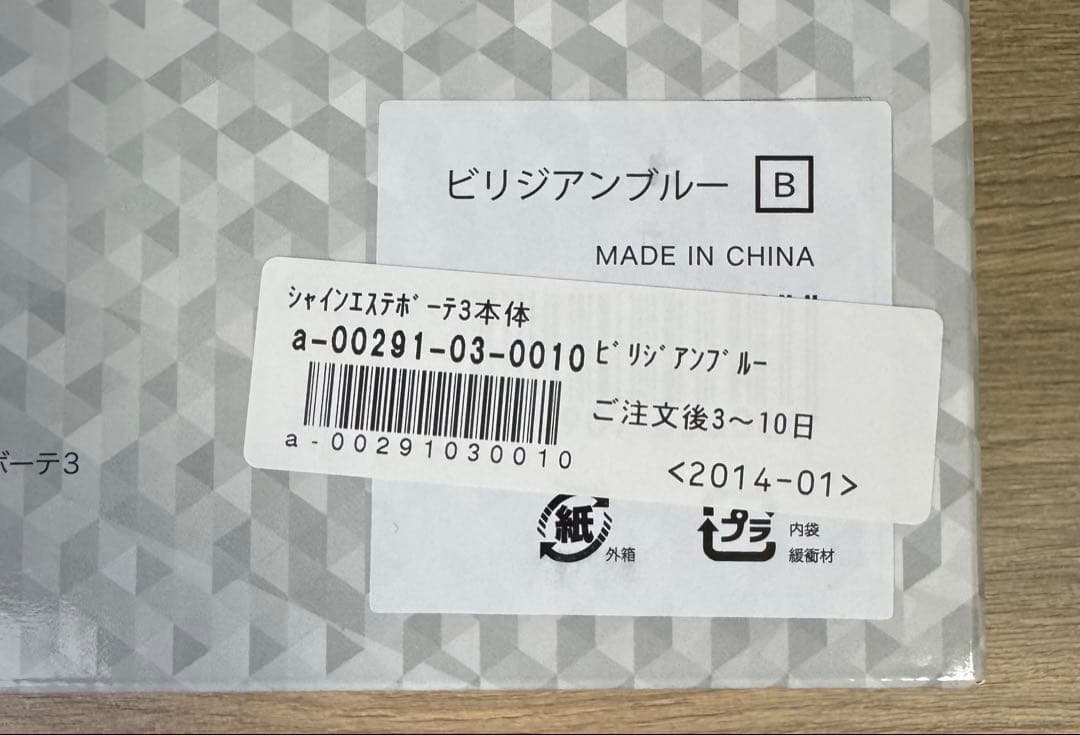 ビリジアンブルー B
MADE IN CHINA
ｼｬｲﾝｴｽﾃﾎﾞｰﾃ3本体
a-00291-03-0010 ﾋﾞﾘｼﾞｱﾝﾌﾞﾙｰ
ご注文後3～10日
a-00291030010
<2014-01>
ボーテ3
紙 外箱
プラ 内袋
緩衝材